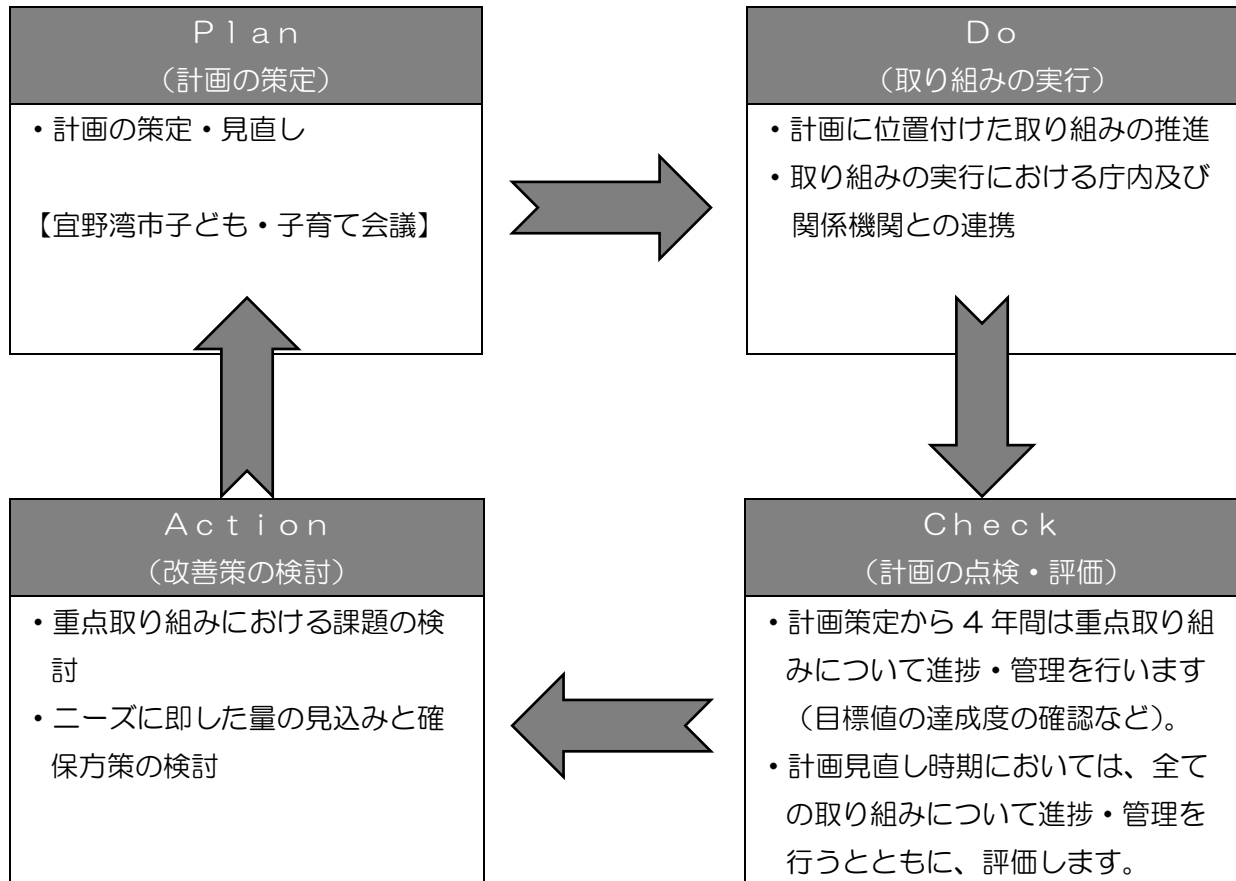 Ｐｌａｎ
（計画の策定）
・計画の策定・見直し
【宜野湾市子ども・子育て会議】
Ｄｏ
（取り組みの実行）
・計画に位置付けた取り組みの推進
・取り組みの実行における庁内及び
関係機関との連携
Ａｃｔｉｏｎ
（改善策の検討）
・重点取り組みにおける課題の検
討
・ニーズに即した量の見込みと確
保方策の検討
Ｃｈｅｃｋ
（計画の点検・評価）
・計画策定から 4 年間は重点取り組
みについて進捗・管理を行います
（目標値の達成度の確認など）。
・計画見直し時期においては、全て
の取り組みについて進捗・管理を
行うとともに、評価します。